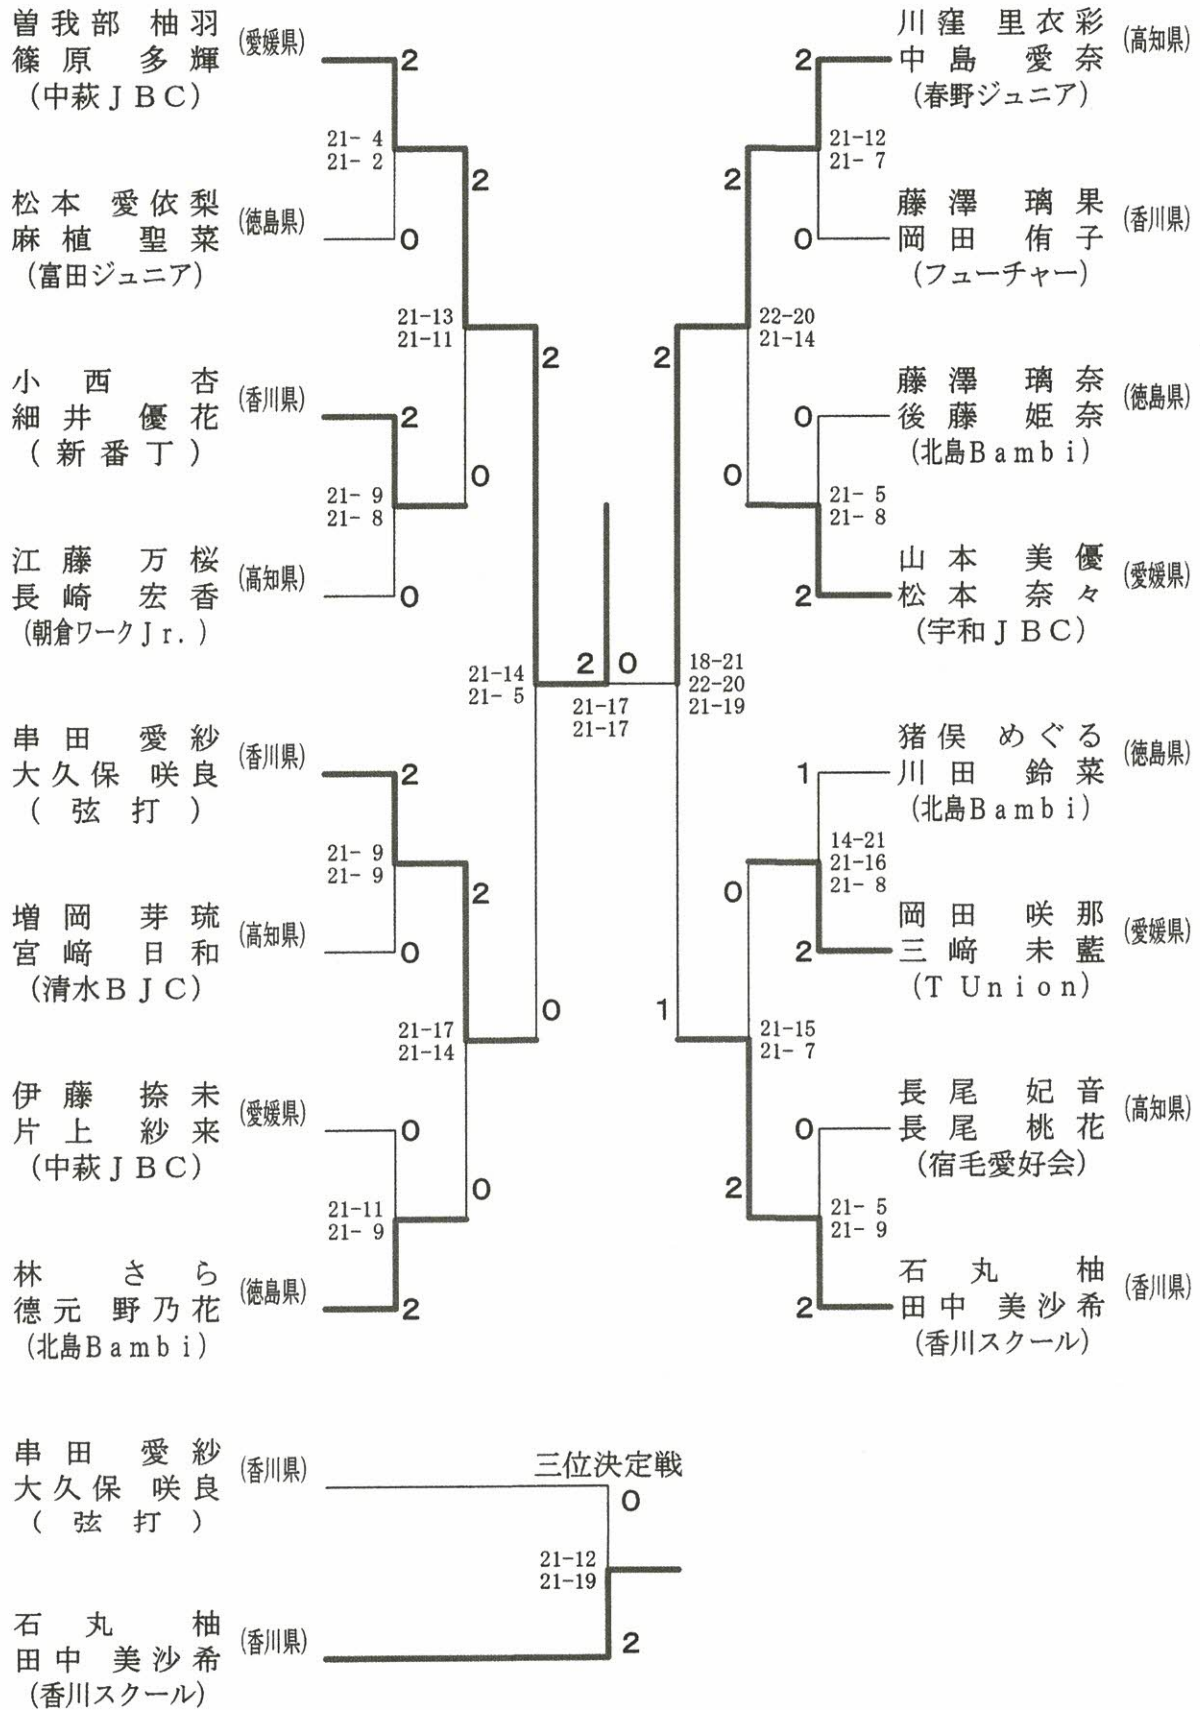 曽我部 柚羽
篠原 多輝
(愛媛県)
(中萩JBC)
2
21- 4
21- 2
松本 愛依梨
麻植 聖菜
(徳島県)
(富田ジュニア)
0
2
21-13
21-11
小西 杏
細井 優花
(香川県)
(新番丁)
2
21- 9
21- 8
0
江藤 万桜
長崎 宏香
(高知県)
(朝倉ワークJr.)
0
2
21-14
21- 5
串田 愛紗
大久保 咲良
(香川県)
(弦打)
2
21- 9
21- 9
増岡 芽琉
宮﨑 日和
(高知県)
(清水BJC)
0
2
21-17
21-14
0
伊藤 捺未
片上 紗来
(愛媛県)
(中萩JBC)
0
21-11
21- 9
0
林 さら
德元 野乃花
(徳島県)
(北島Bambi)
2
2 0
21-17
21-17
川窪 里衣彩
中島 愛奈
(高知県)
(春野ジュニア)
2
21-12
21- 7
藤澤 璃果
岡田 侑子
(香川県)
(フューチャー)
0
2
22-20
21-14
藤澤 璃奈
後藤 姫奈
(徳島県)
(北島Bambi)
0
21- 5
21- 8
0
山本 美優
松本 奈々
(愛媛県)
(宇和JBC)
2
2
18-21
22-20
21-19
猪俣 めぐる
川田 鈴菜
(徳島県)
(北島Bambi)
1
14-21
21-16
21- 8
岡田 咲那
三﨑 未藍
(愛媛県)
(T Union)
2
0
21-15
21- 7
1
長尾 妃音
長尾 桃花
(高知県)
(宿毛愛好会)
0
21- 5
21- 9
2
石丸 柚
田中 美沙希
(香川県)
(香川スクール)
2
三位決定戦
串田 愛紗
大久保 咲良
(香川県)
(弦打)
0
21-12
21-19
石丸 柚
田中 美沙希
(香川県)
(香川スクール)
2